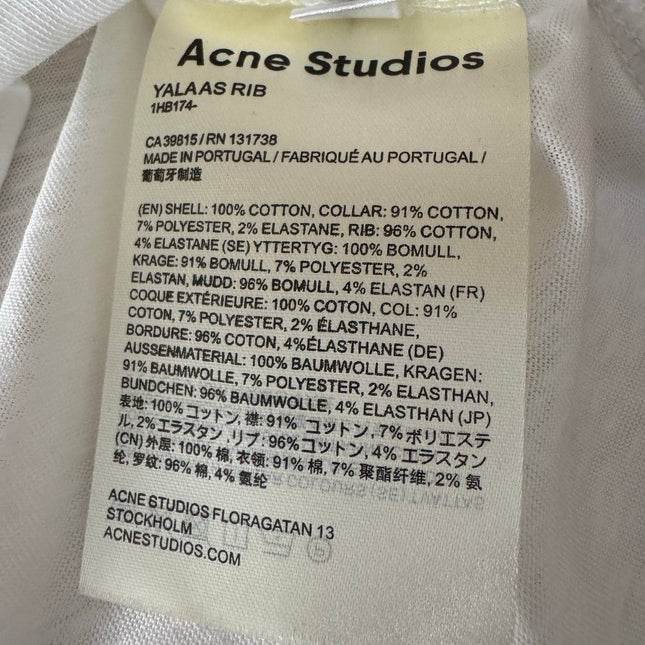 Acne Studios
YALAAS RIB
1HB174-
CA 39815 / RN 131738
MADE IN PORTUGAL / FABRIQUÉ AU PORTUGAL /
葡萄牙制造
(EN) SHELL: 100% COTTON, COLLAR: 91% COTTON,
7% POLYESTER, 2% ELASTANE, RIB: 96% COTTON,
4% ELASTANE (SE) YTTERTYG: 100% BOMULL,
KRAGE: 91% BOMULL, 7% POLYESTER, 2%
ELASTAN, MUDD: 96% BOMULL, 4% ELASTAN (FR)
COQUE EXTÉRIEURE: 100% COTON, COL: 91%
COTON, 7% POLYESTER, 2% ÉLASTHANE,
BORDURE: 96% COTON, 4%ÉLASTHANE (DE)
AUSSENMATERIAL: 100% BAUMWOLLE, KRAGEN:
91% BAUMWOLLE, 7% POLYESTER, 2% ELASTHAN,
BUNDCHEN: 96% BAUMWOLLE, 4% ELASTHAN (JP)
表地: 100% コットン, 襟: 91% コットン, 7% ポリエステ
ル, 2% エラスタン, リブ: 96% コットン, 4% エラスタン
(CN) 外层: 100% 棉, 衣领: 91% 棉, 7% 聚酯纤维, 2% 氨
纶, 罗纹: 96% 棉, 4% 氨纶
ACNE STUDIOS FLORAGATAN 13
STOCKHOLM
ACNESTUDIOS.COM